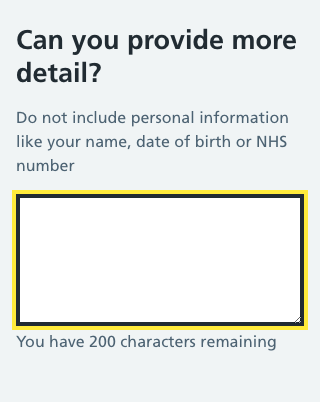 Can you provide more
detail?
Do not include personal information
like your name, date of birth or NHS
number
You have 200 characters remaining